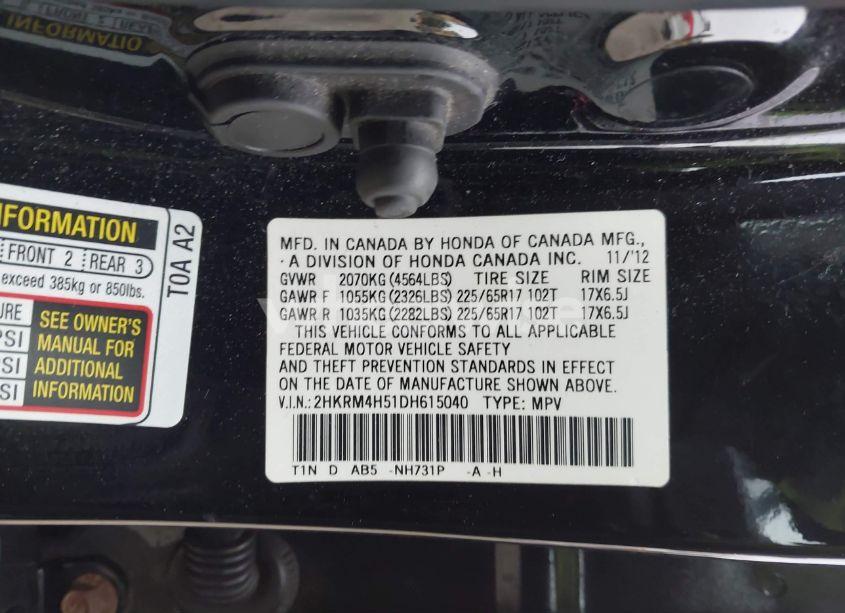 INFORMATION
FRONT 2 REAR 3
exceed 385kg or 850lbs.
SEE OWNER'S
MANUAL FOR
ADDITIONAL
INFORMATION
PSI
PSI
T0A A2
MFD. IN CANADA BY HONDA OF CANADA MFG.,
·A DIVISION OF HONDA CANADA INC. 11/'12
GVWR 2070KG (4564LBS) TIRE SIZE RIM SIZE
GAWR F 1055KG (2326LBS) 225/65R17 102T 17X6.5J
GAWR R 1035KG (2282LBS) 225/65R17 102T 17X6.5J
THIS VEHICLE CONFORMS TO ALL APPLICABLE
FEDERAL MOTOR VEHICLE SAFETY
AND THEFT PREVENTION STANDARDS IN EFFECT
ON THE DATE OF MANUFACTURE SHOWN ABOVE.
V.I.N.: 2HKRM4H51DH615040 TYPE: MPV
T1N D AB5 -NH731P -A -H